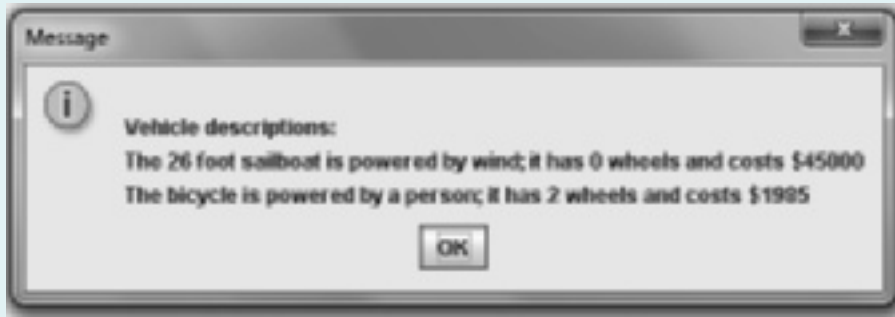 Message
x
i
Vehicle descriptions:
The 26 foot sailboat is powered by wind; it has 0 wheels and costs $45000
The bicycle is powered by a person; it has 2 wheels and costs $1985
OK